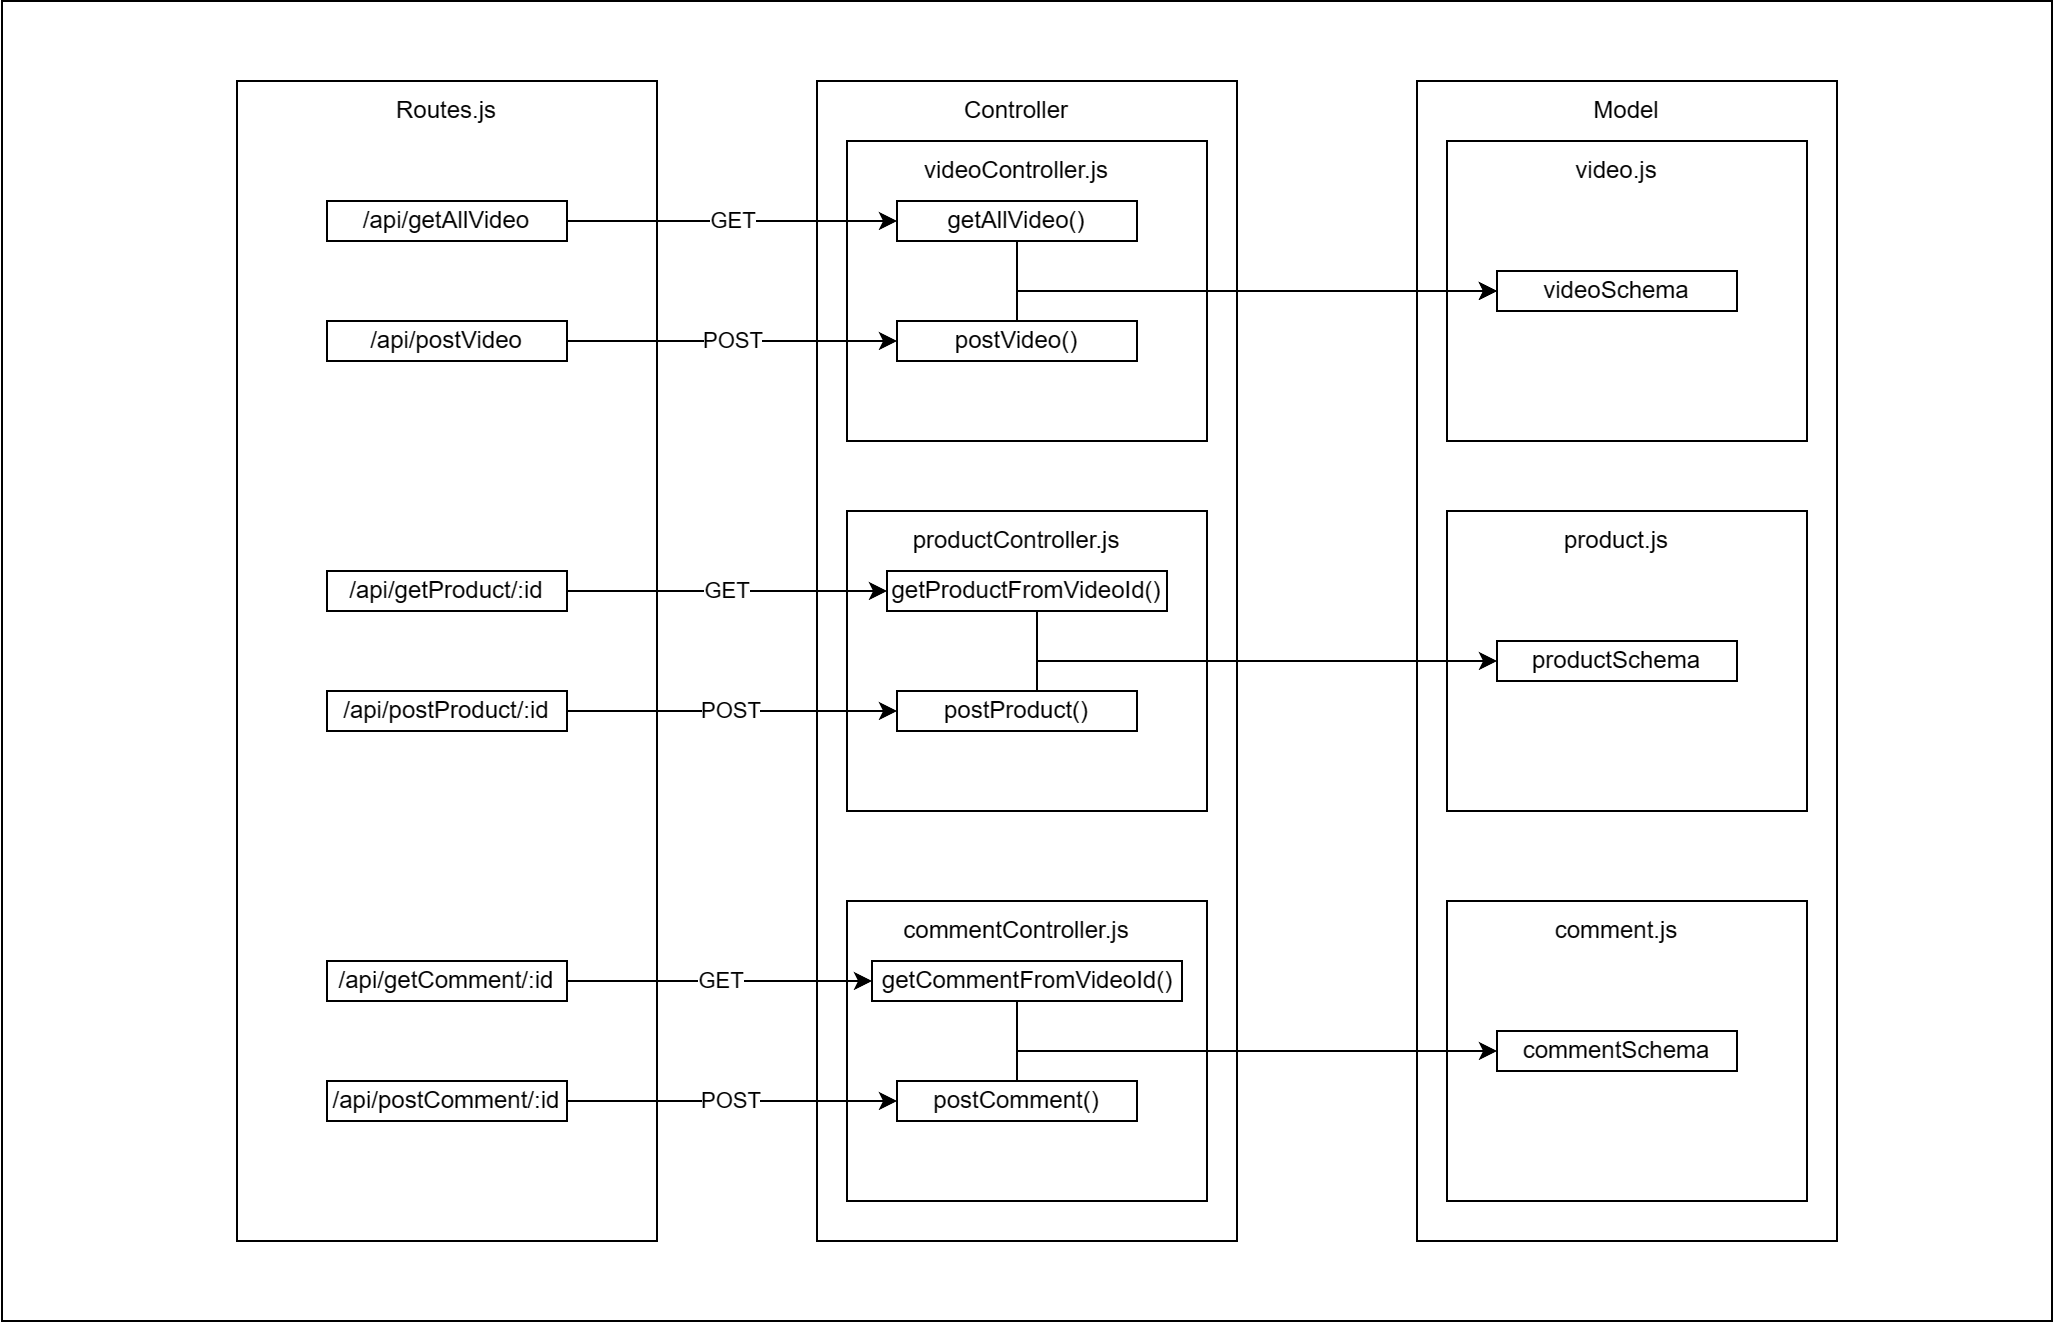 Routes.js
/api/getAllVideo
/api/postVideo
/api/getProduct/:id
/api/postProduct/:id
/api/getComment/:id
/api/postComment/:id
GET
POST
GET
POST
GET
POST
Controller
videoController.js
getAllVideo()
postVideo()
productController.js
getProductFromVideoId()
postProduct()
commentController.js
getCommentFromVideoId()
postComment()
Model
video.js
videoSchema
product.js
productSchema
comment.js
commentSchema